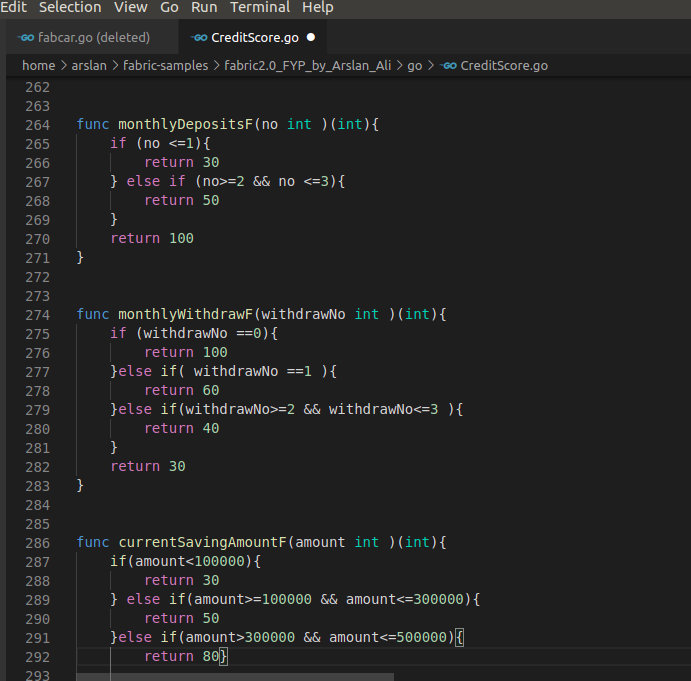 Edit Selection View Go Run Terminal Help
GO fabcar.go (deleted) GO CreditScore.go
home > arslan > fabric-samples > fabric2.0_FYP_by_Arslan_Ali > go > GO CreditScore.go
262
263
264 func monthlyDepositsF(no int )(int){
265 if (no <=1){
266 return 30
267 } else if (no>=2 && no <=3){
268 return 50
269 }
270 return 100
271 }
272
273
274 func monthlyWithdrawF(withdrawNo int )(int){
275 if (withdrawNo ==0){
276 return 100
277 }else if( withdrawNo ==1 ){
278 return 60
279 }else if(withdrawNo>=2 && withdrawNo<=3 ){
280 return 40
281 }
282 return 30
283 }
284
285
286 func currentSavingAmountF(amount int )(int){
287 if(amount<100000){
288 return 30
289 } else if(amount>=100000 && amount<=300000){
290 return 50
291 }else if(amount>300000 && amount<=500000){
292 return 80}
293